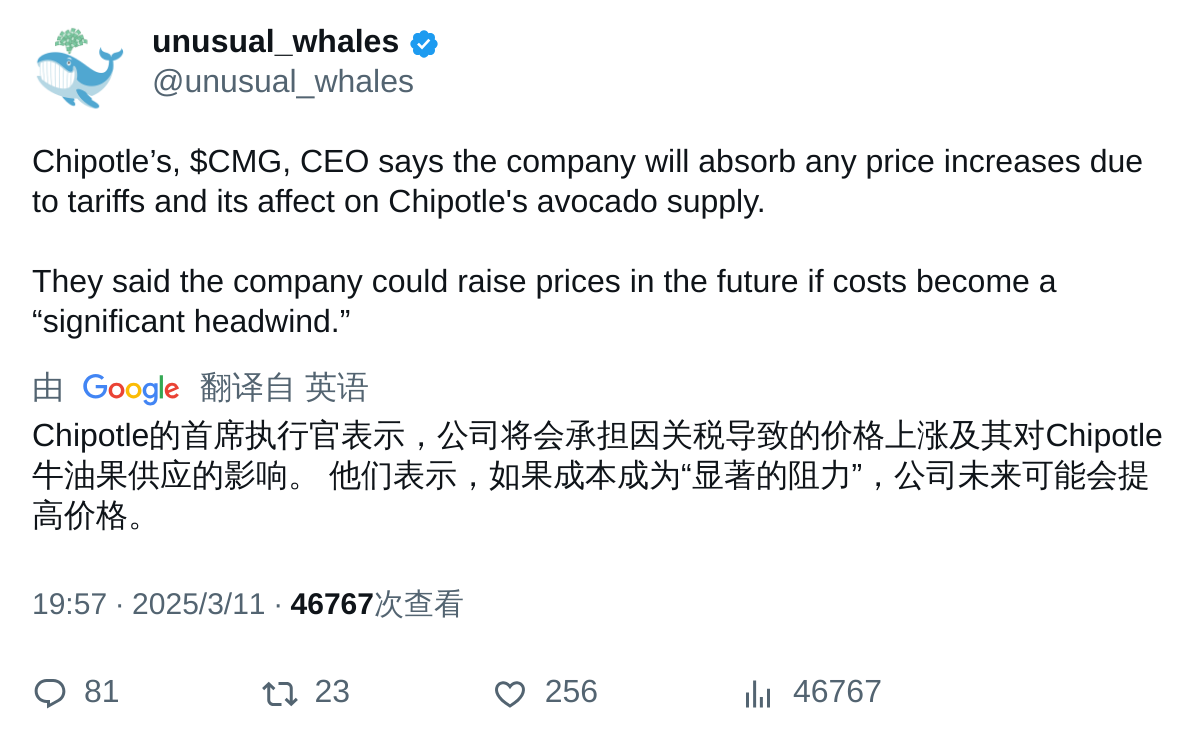 unusual_whales
@unusual_whales
Chipotle’s, $CMG, CEO says the company will absorb any price increases due
to tariffs and its affect on Chipotle's avocado supply.
They said the company could raise prices in the future if costs become a
“significant headwind.”
由 Google 翻译自 英语
Chipotle的首席执行官表示，公司将会承担因关税导致的价格上涨及其对Chipotle
牛油果供应的影响。 他们表示，如果成本成为“显著的阻力”，公司未来可能会提
高价格。
19:57 · 2025/3/11 · 46767次查看
81 23 256 46767